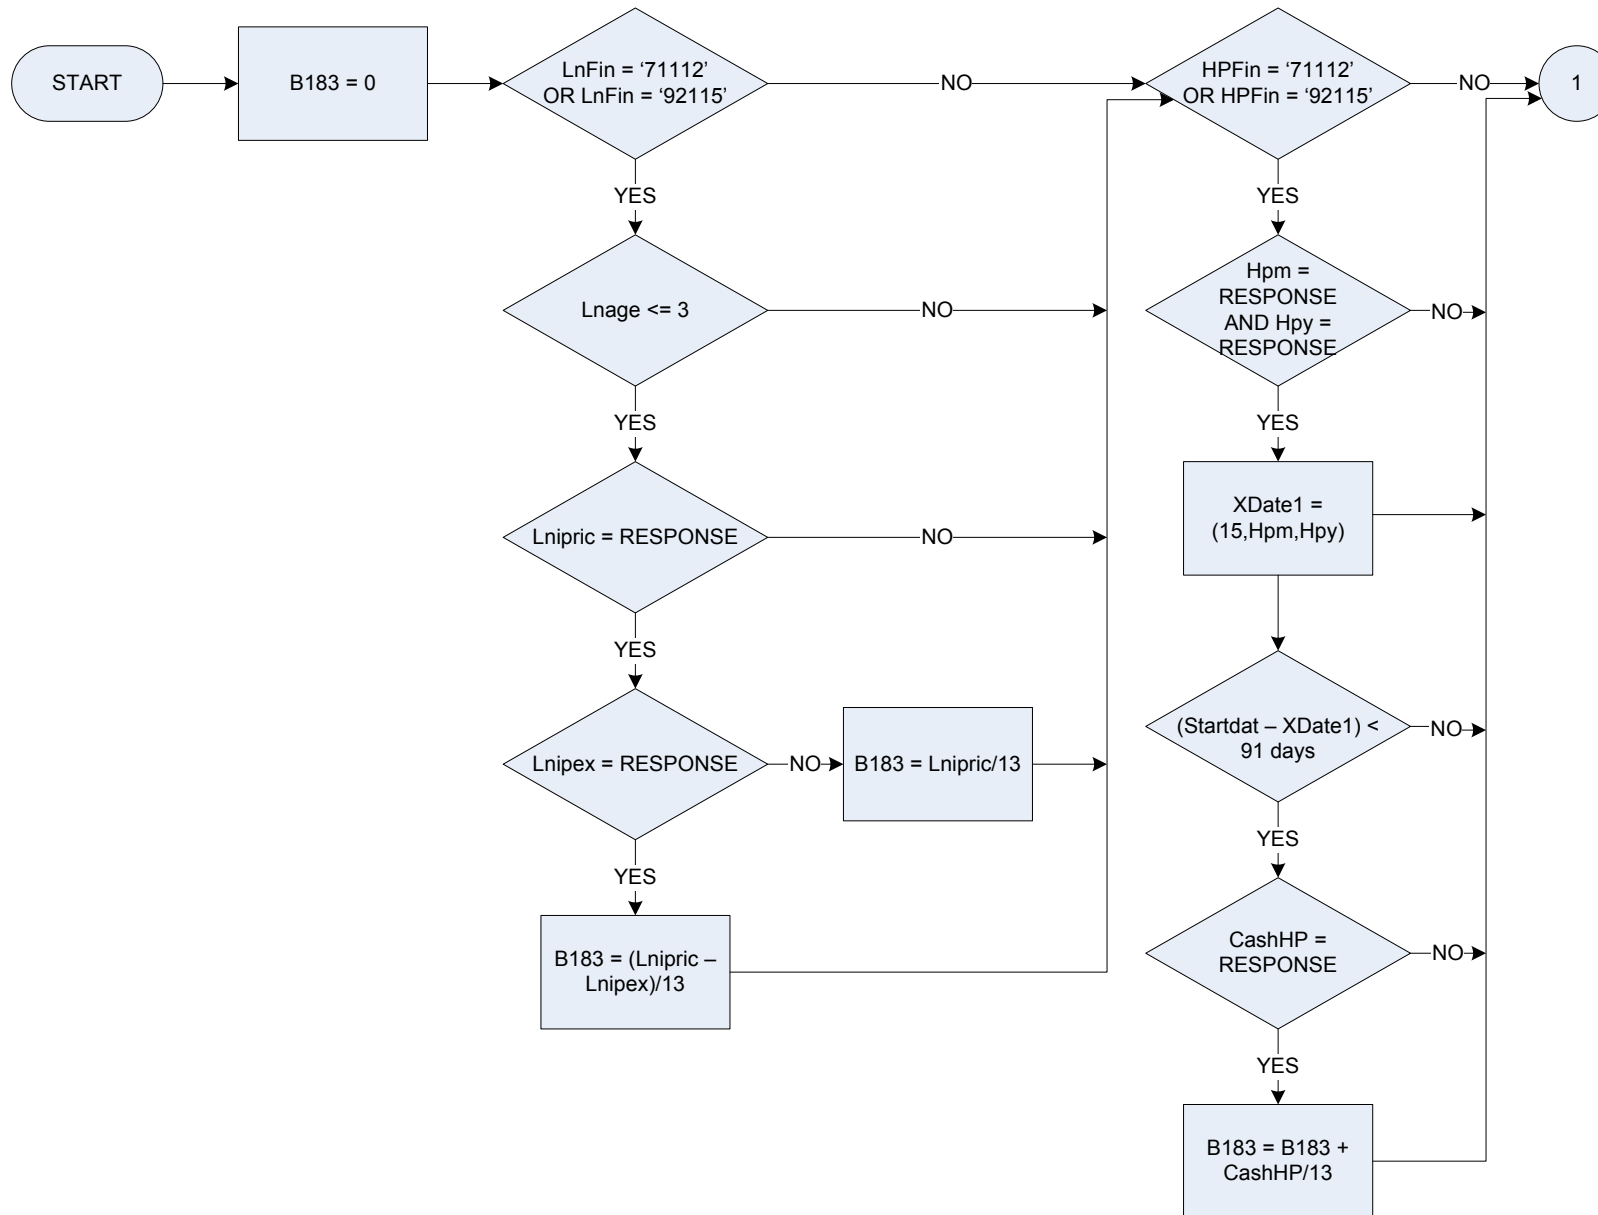 START
B183 = 0
LnFin = ‘71112’
OR LnFin = ‘92115’
NO
HPFin = ‘71112’
OR HPFin = ‘92115’
NO
1
YES
YES
Lnage <= 3
NO
Hpm =
RESPONSE
AND Hpy =
RESPONSE
NO
YES
YES
Lnipric = RESPONSE
NO
XDate1 =
(15,Hpm,Hpy)
YES
Lnipex = RESPONSE
NO
B183 = Lnipric/13
(Startdat – XDate1) <
91 days
NO
YES
YES
B183 = (Lnipric –
Lnipex)/13
CashHP =
RESPONSE
NO
YES
B183 = B183 +
CashHP/13